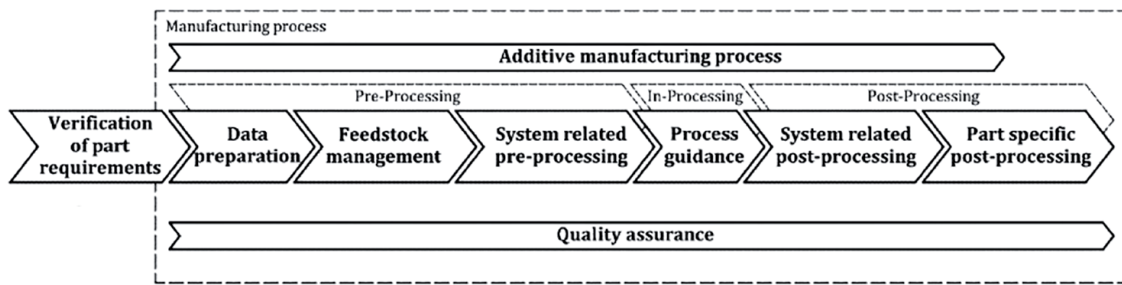 Manufacturing process
Additive manufacturing process
Pre-Processing
In-Processing
Post-Processing
Verification
of part
requirements
Data
preparation
Feedstock
management
System related
pre-processing
Process
guidance
System related
post-processing
Part specific
post-processing
Quality assurance